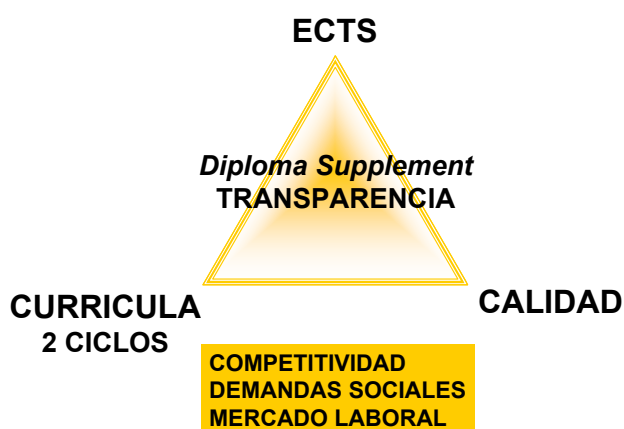 ECTS
Diploma Supplement
TRANSPARENCIA
CURRICULA
2 CICLOS
CALIDAD
COMPETITIVIDAD
DEMANDAS SOCIALES
MERCADO LABORAL